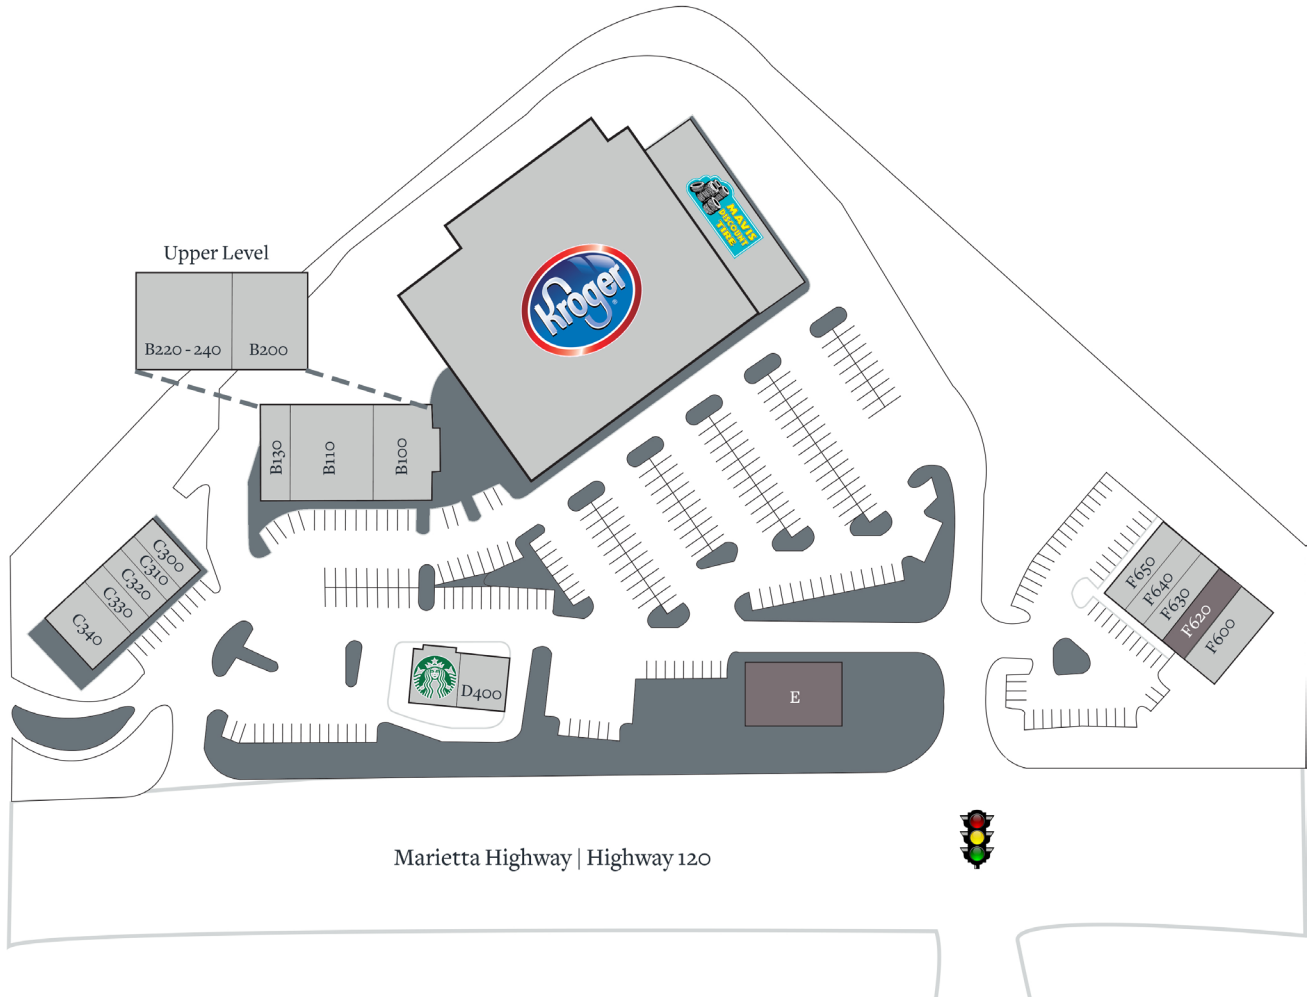 MAVIS
DISCOUNT
TIRE
Upper Level
Kroger
B220 - 240
B200
B130
B110
B100
C300
C310
C320
C330
C340
F650
F640
F630
F620
F600
D400
E
Marietta Highway | Highway 120